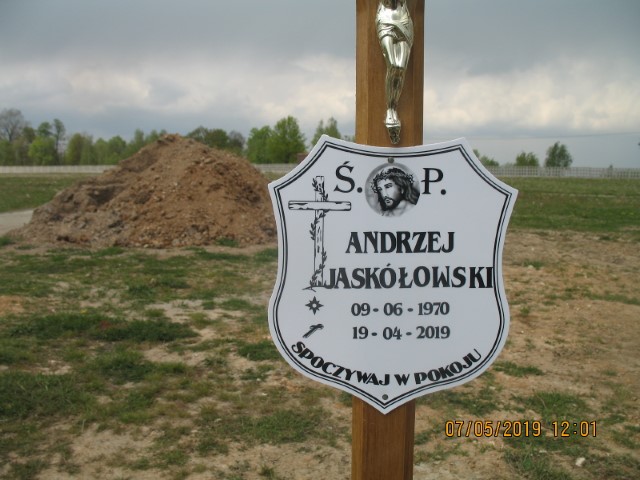 Ś. P.
ANDRZEJ
JASKÓŁOWSKI
09-06-1970
19-04-2019
SPOCZYWAJ W POKOJU
07/05/2019 12:01